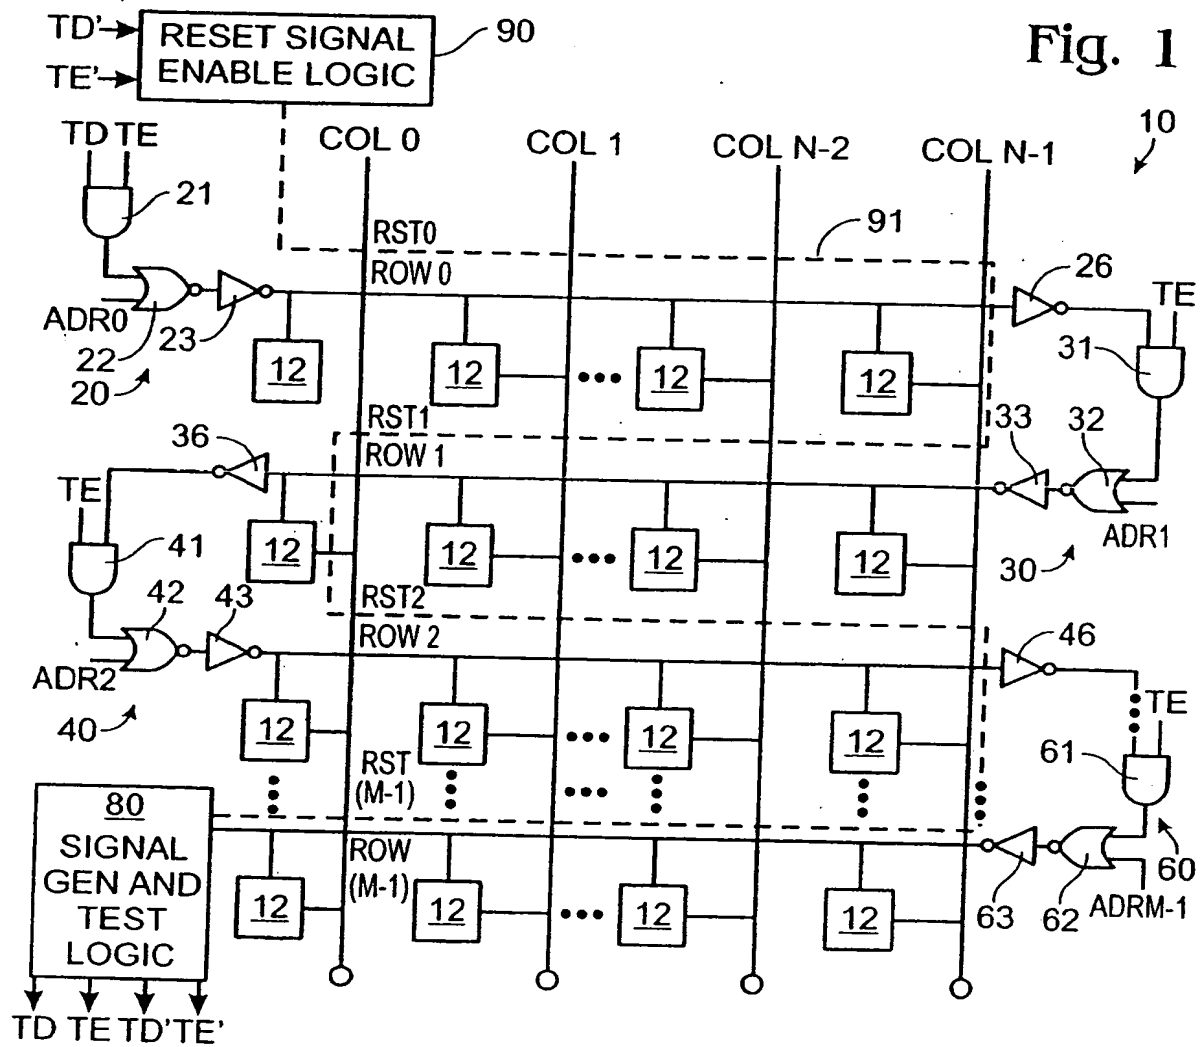 Fig. 1
TD'
TE'
RESET SIGNAL
ENABLE LOGIC
90
10
TD TE
COL 0
COL 1
COL N-2
COL N-1
21
RST0
91
ROW 0
26
TE
ADR0
22
23
20
12
12
12
12
31
RST1
ROW 1
36
33
32
TE
41
12
12
12
12
30
ADR1
42
43
RST2
ROW 2
46
ADR2
40
12
12
12
12
TE
61
RST
(M-1)
80
SIGNAL
GEN AND
TEST
LOGIC
ROW
(M-1)
12
12
12
12
63
62
60
ADRM-1
TD TE TD' TE'